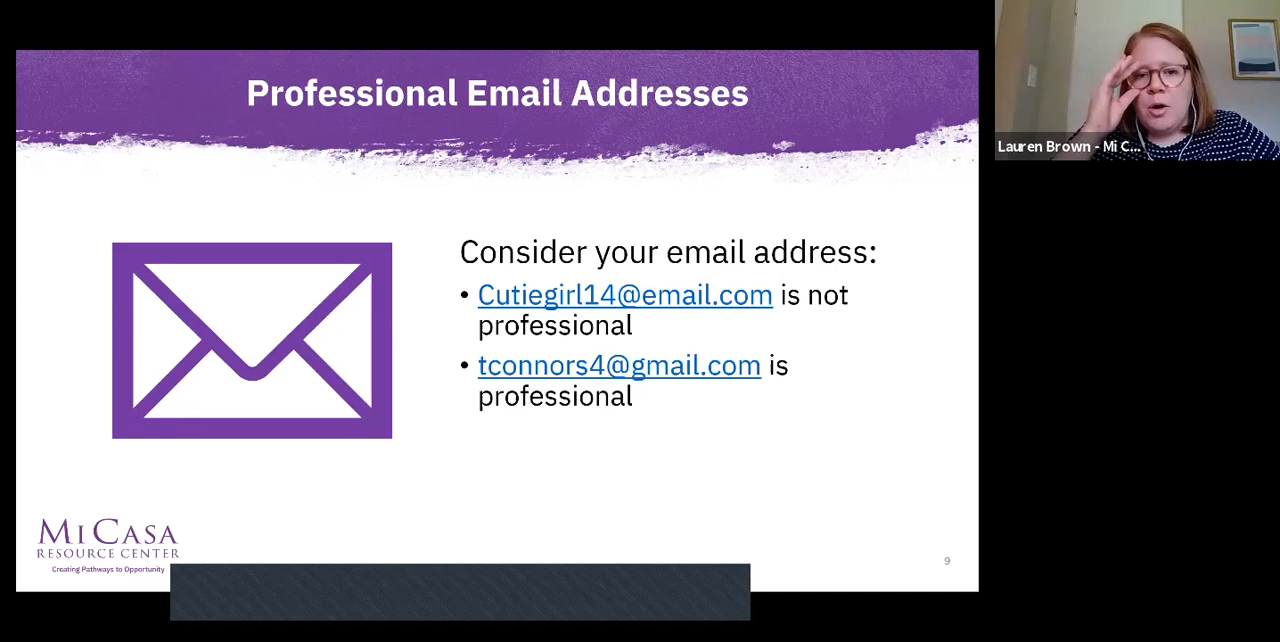 Professional Email Addresses
Lauren Brown - Mi C...
Consider your email address:
• Cutiegirl14@email.com is not
professional
• tconnors4@gmail.com is
professional
MI CASA
RESOURCE CENTER
Creating Pathways to Opportunity
9